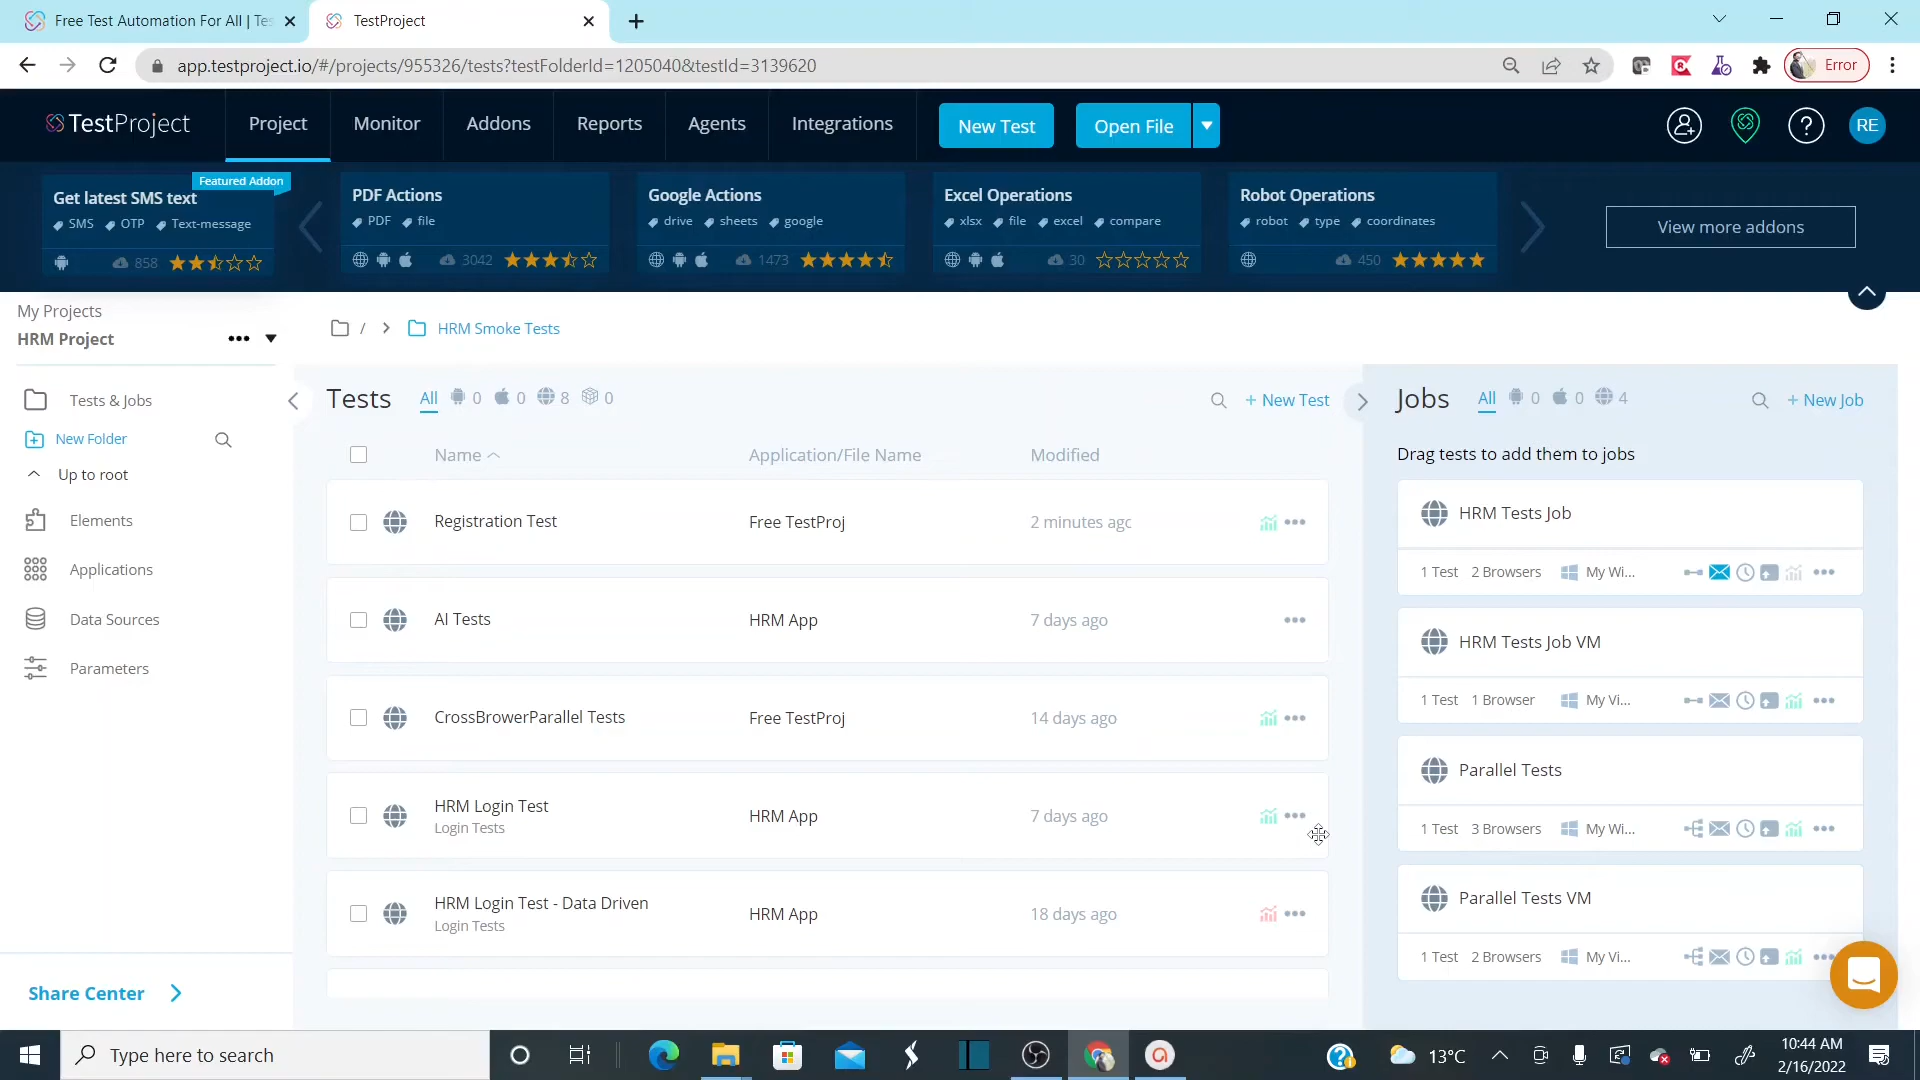 Free Test Automation For All | Tes
TestProject
app.testproject.io/#/projects/955326/tests?testFolderId=1205040&testId=3139620
Error
TestProject
Project
Monitor
Addons
Reports
Agents
Integrations
New Test
Open File
RE
Featured Addon
Get latest SMS text
SMS OTP Text-message
858
PDF Actions
PDF file
3042
Google Actions
drive sheets google
1473
Excel Operations
xlsx file excel compare
30
Robot Operations
robot type coordinates
450
View more addons
My Projects
HRM Project
Tests & Jobs
New Folder
Up to root
Elements
Applications
Data Sources
Parameters
Share Center
/ > HRM Smoke Tests
Tests All 0 0 8 0
+ New Test
Name Application/File Name Modified
Registration Test Free TestProj 2 minutes agc
AI Tests HRM App 7 days ago
CrossBrowerParallel Tests Free TestProj 14 days ago
HRM Login Test HRM App 7 days ago
Login Tests
HRM Login Test - Data Driven HRM App 18 days ago
Login Tests
Jobs All 0 0 4
+ New Job
Drag tests to add them to jobs
HRM Tests Job
1 Test 2 Browsers My Wi...
HRM Tests Job VM
1 Test 1 Browser My Vi...
Parallel Tests
1 Test 3 Browsers My Wi...
Parallel Tests VM
1 Test 2 Browsers My Vi...
Type here to search
13°C
10:44 AM
2/16/2022